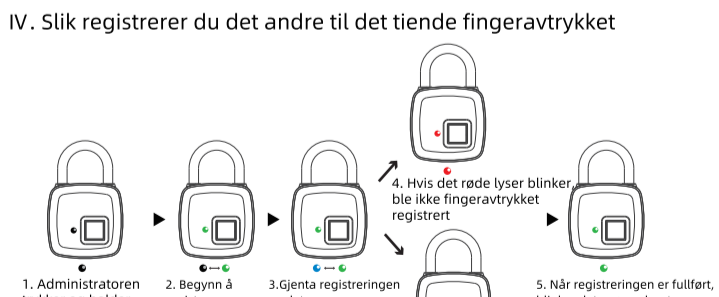 IV. Slik registrerer du det andre til det tiende fingeravtrykket
4. Hvis det røde lyser blinker,
ble ikke fingeravtrykket
registrert
1. Administratoren
2. Begynn å
3.Gjenta registreringen
5. Når registreringen er fullført,